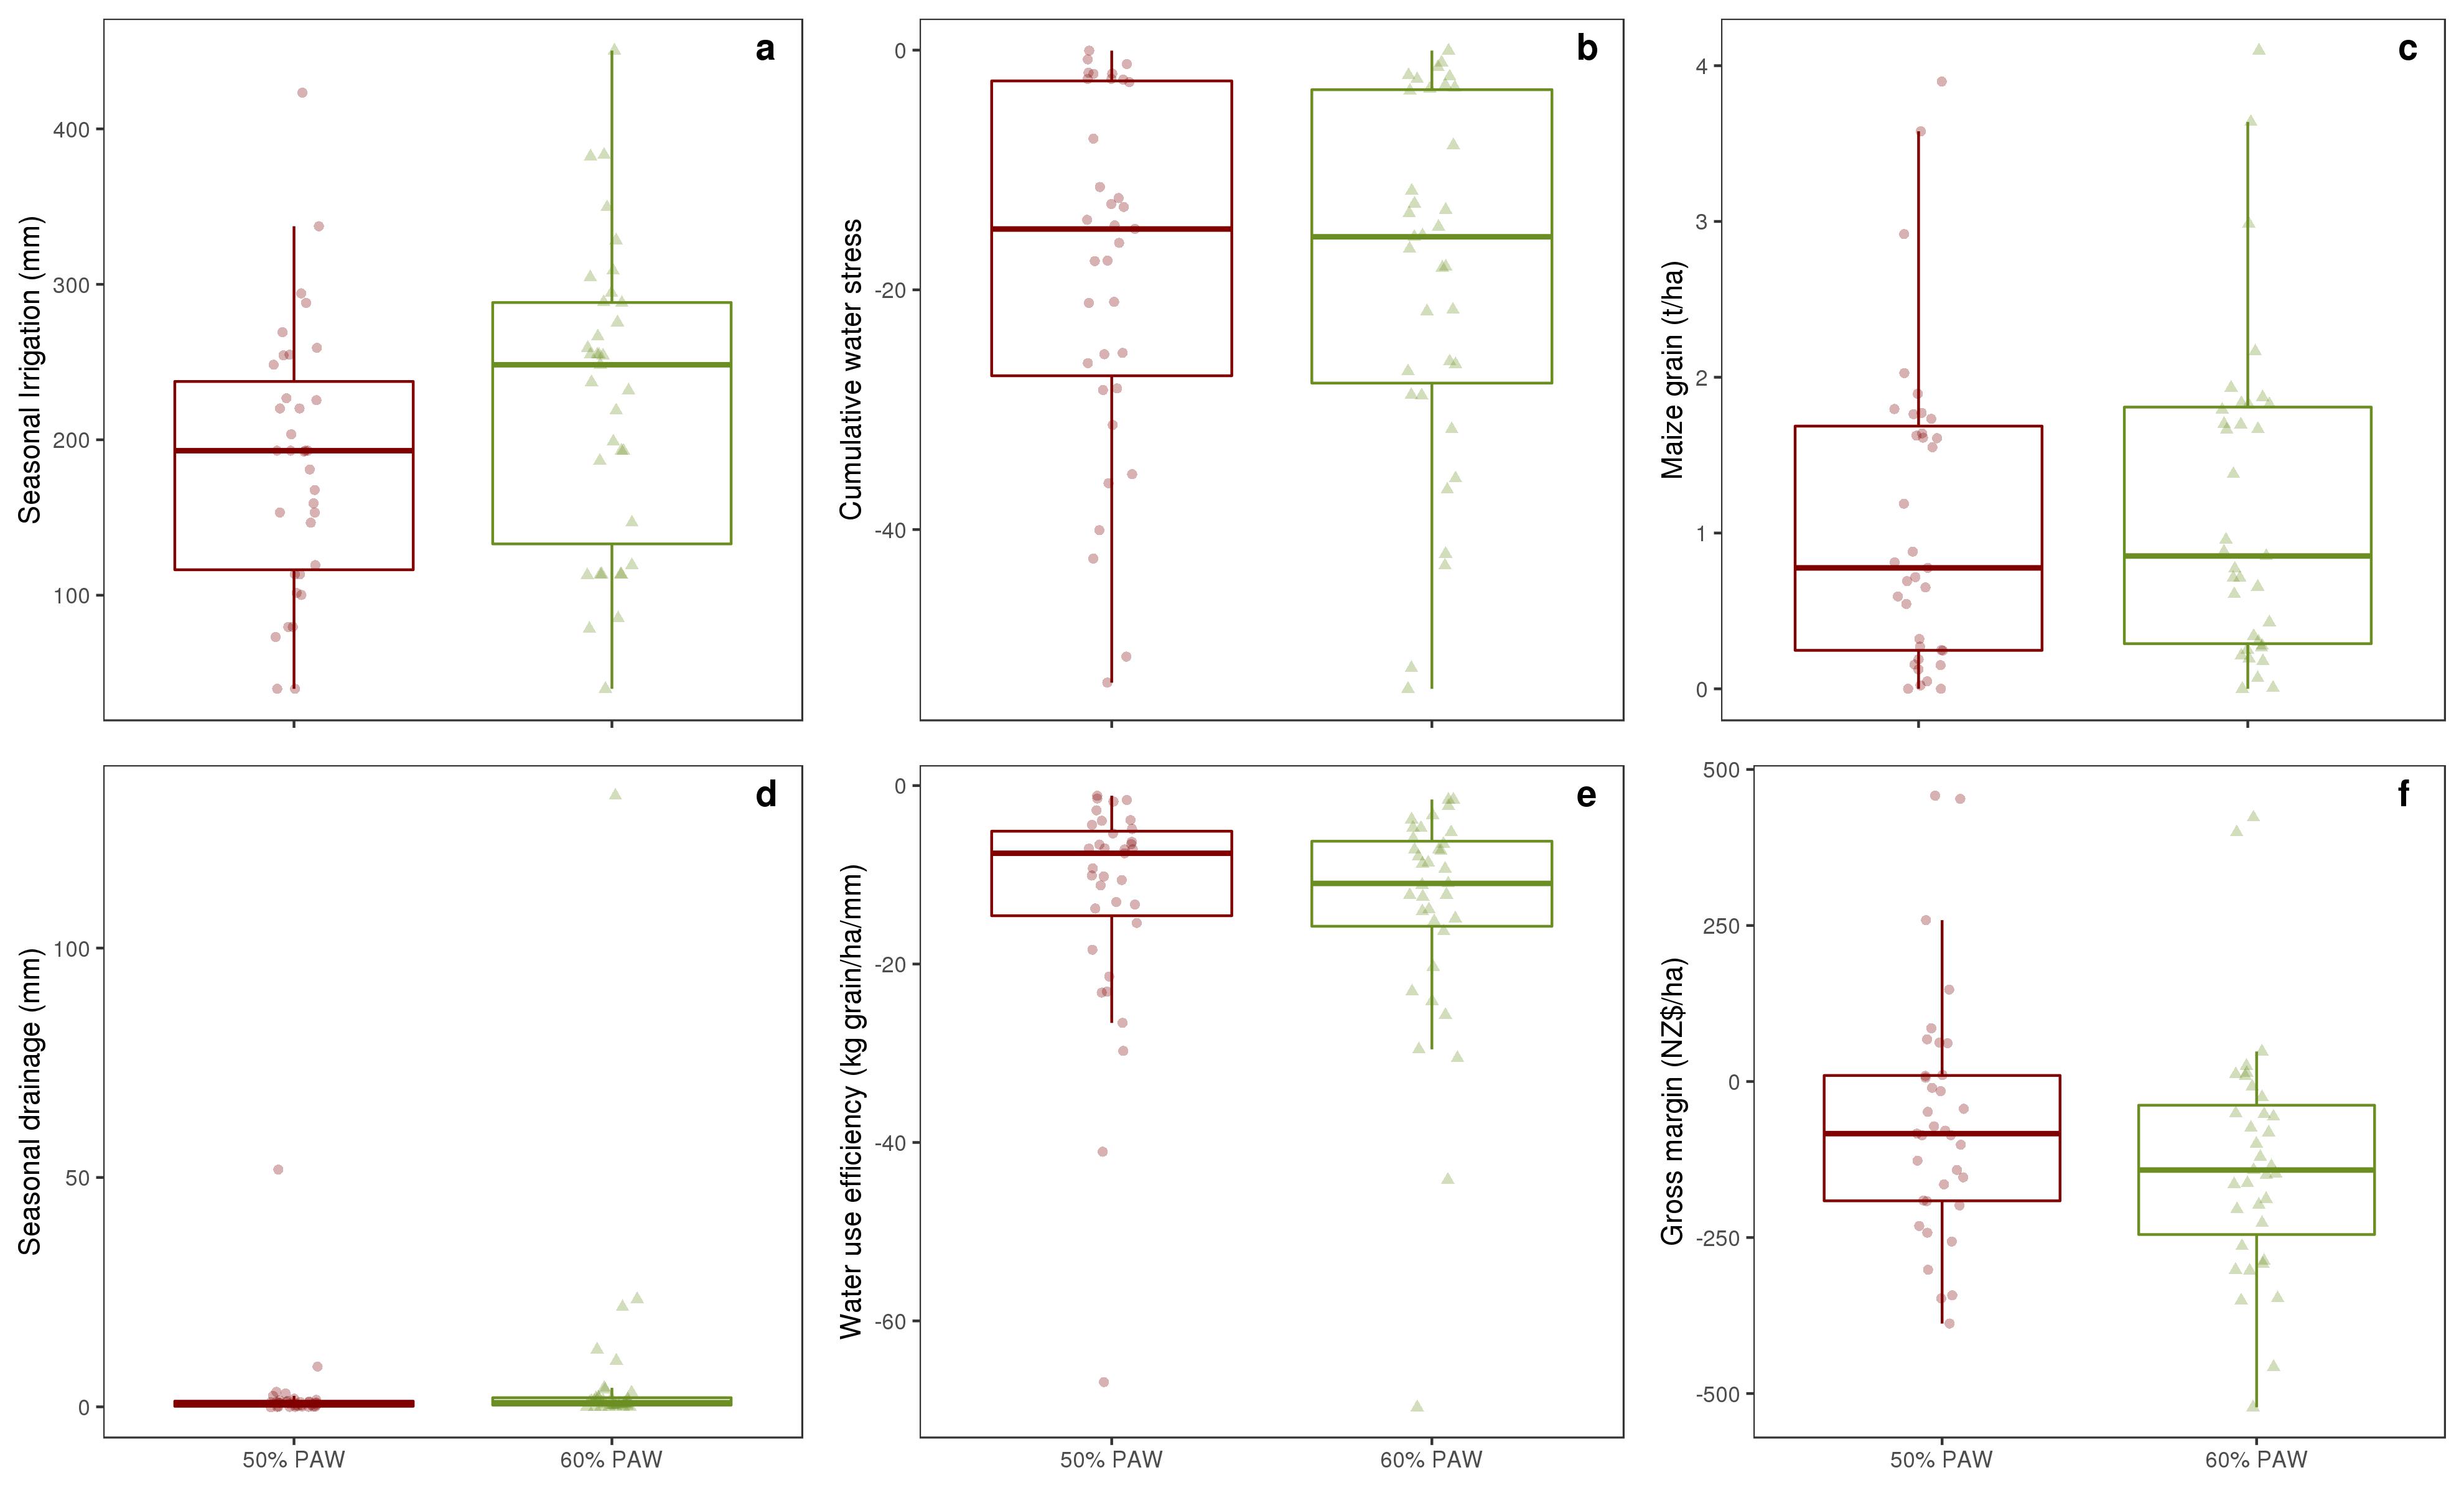 a
Seasonal Irrigation (mm)
400
300
200
100
b
Cumulative water stress
0
-20
-40
c
Maize grain (t/ha)
4
3
2
1
0
d
Seasonal drainage (mm)
100
50
0
50% PAW
60% PAW
e
Water use efficiency (kg grain/ha/mm)
0
-20
-40
-60
50% PAW
60% PAW
f
Gross margin (NZ$/ha)
500
250
0
-250
-500
50% PAW
60% PAW